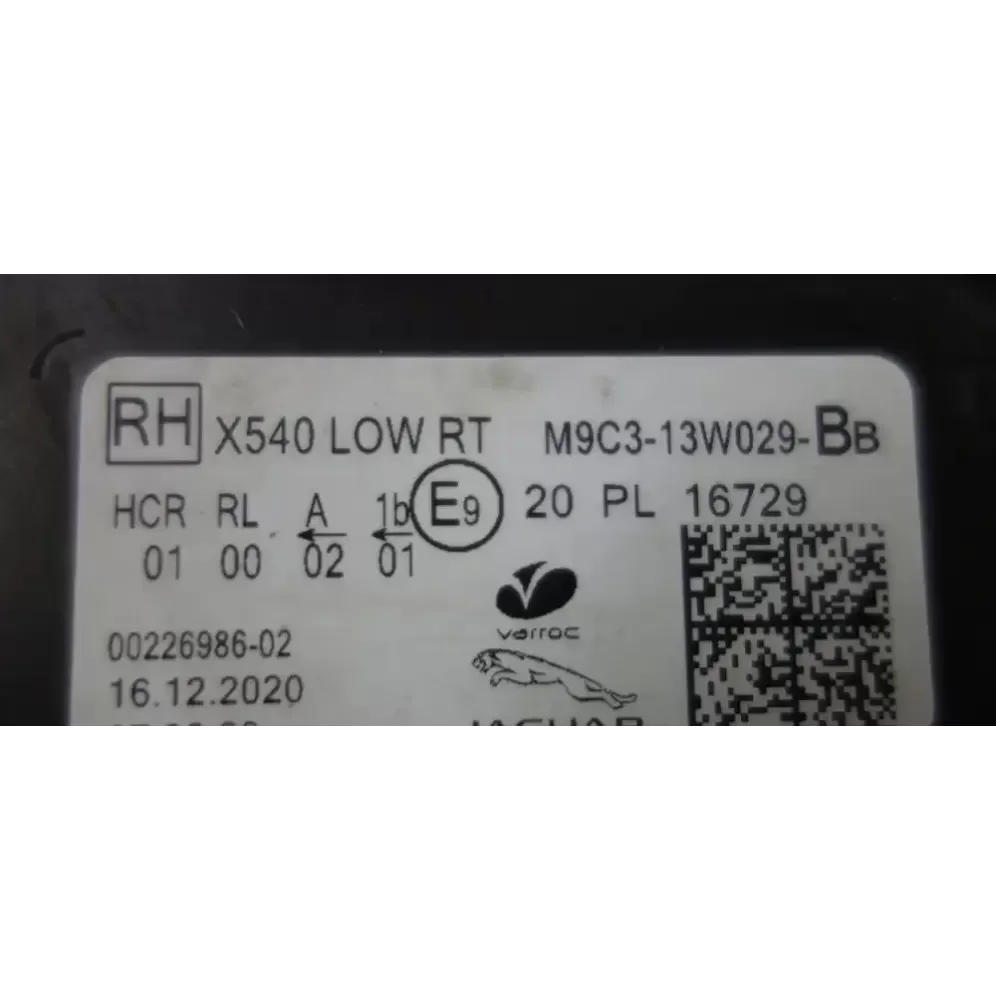 RH X540 LOW RT M9C3-13W029-BB
HCR RL A 1b E9 20 PL 16729
01 00 02 01
varroc
00226986-02
16.12.2020
JAGUAR